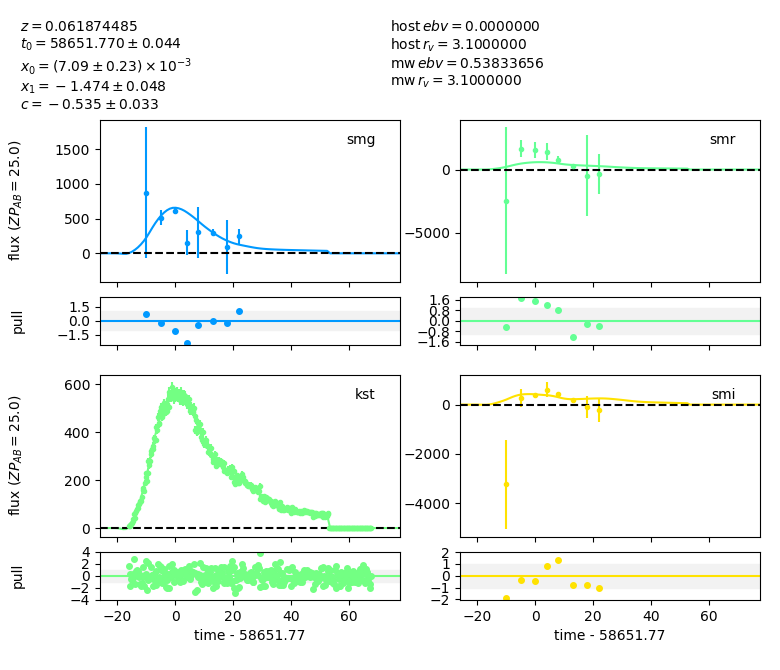 z = 0.061874485
t₀ = 58651.770 ± 0.044
x₀ = (7.09 ± 0.23) × 10⁻³
x₁ = −1.474 ± 0.048
c = −0.535 ± 0.033
host ebv = 0.0000000
host r_v = 3.1000000
mw ebv = 0.53833656
mw r_v = 3.1000000
smg
flux (ZP_AB = 25.0)
1500
1000
500
0
smr
0
−5000
pull
1.5
0.0
−1.5
1.6
0.8
0.0
−0.8
−1.6
kst
flux (ZP_AB = 25.0)
600
400
200
0
smi
0
−2000
−4000
pull
4
2
0
−2
−4
2
1
0
−1
−2
−20 0 20 40 60
−20 0 20 40 60
time - 58651.77
time - 58651.77